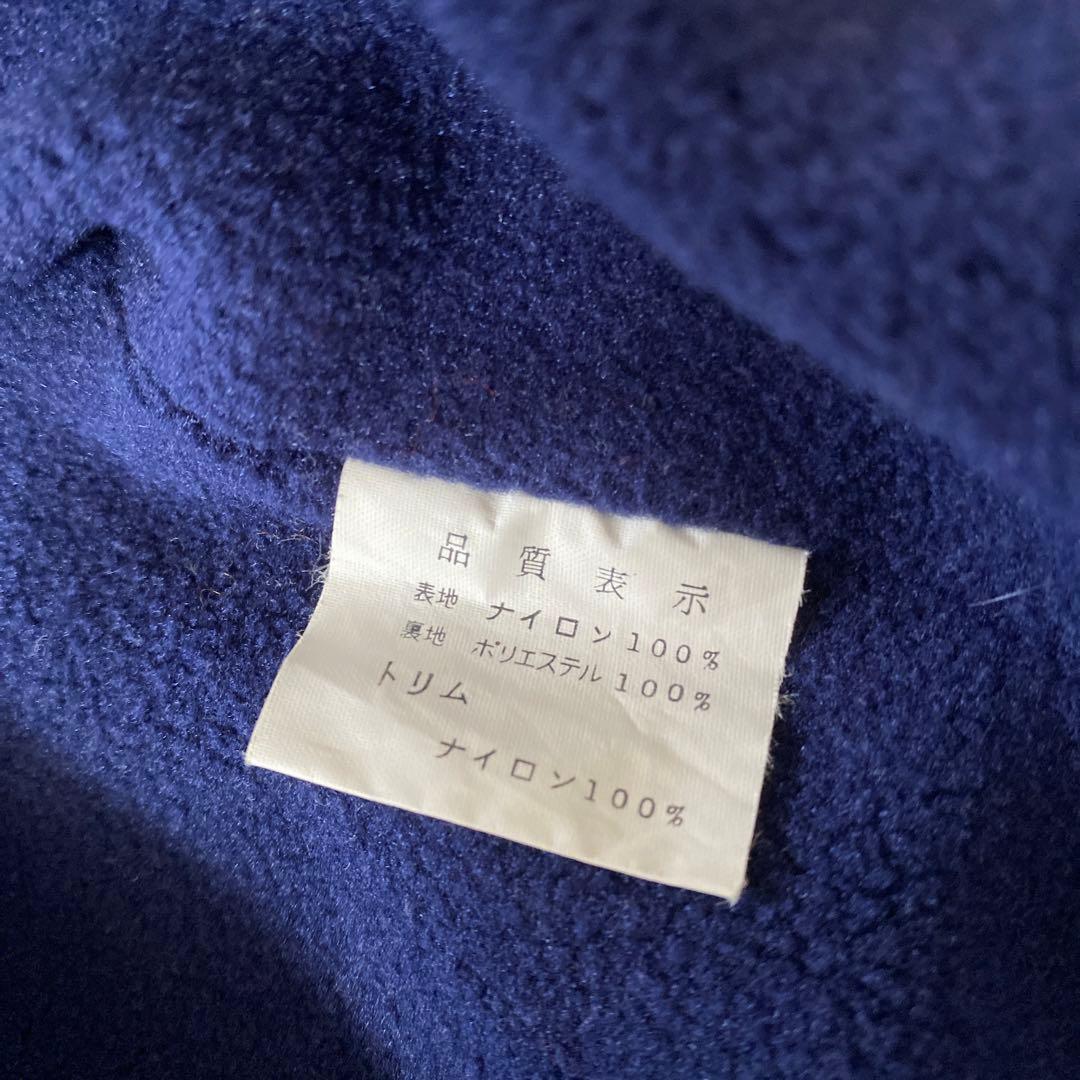 品質表示
表地 ナイロン100%
裏地 ポリエステル100%
トリム
ナイロン100%